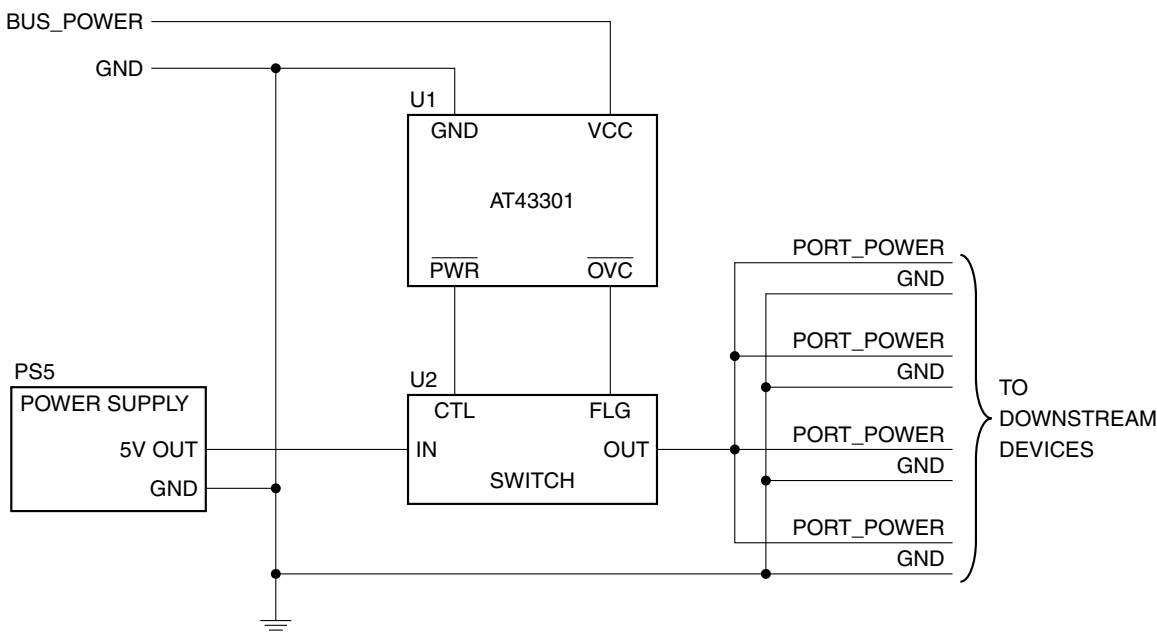 BUS_POWER
GND
U1
GND VCC
AT43301
PWR OVC
PORT_POWER
GND
PORT_POWER
GND
PORT_POWER
GND
PORT_POWER
GND
TO
DOWNSTREAM
DEVICES
PS5
POWER SUPPLY
5V OUT
GND
U2
CTL FLG
IN OUT
SWITCH